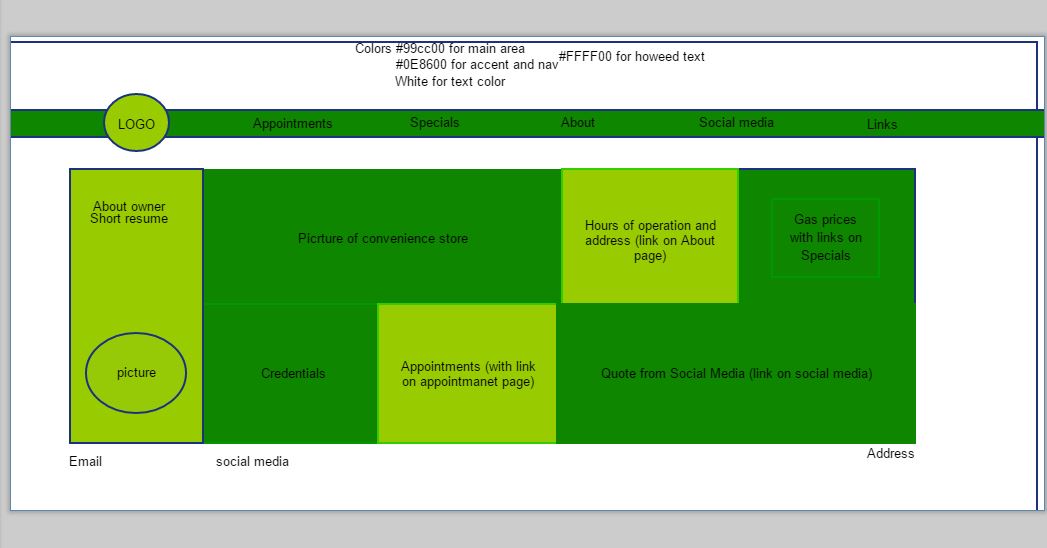 Colors #99cc00 for main area
#0E8600 for accent and nav
#FFFF00 for howeed text
White for text color
LOGO
Appointments
Specials
About
Social media
Links
About owner
Short resume
Picrture of convenience store
Hours of operation and
address (link on About
page)
Gas prices
with links on
Specials
picture
Credentials
Appointments (with link
on appointmanet page)
Quote from Social Media (link on social media)
Email
social media
Address